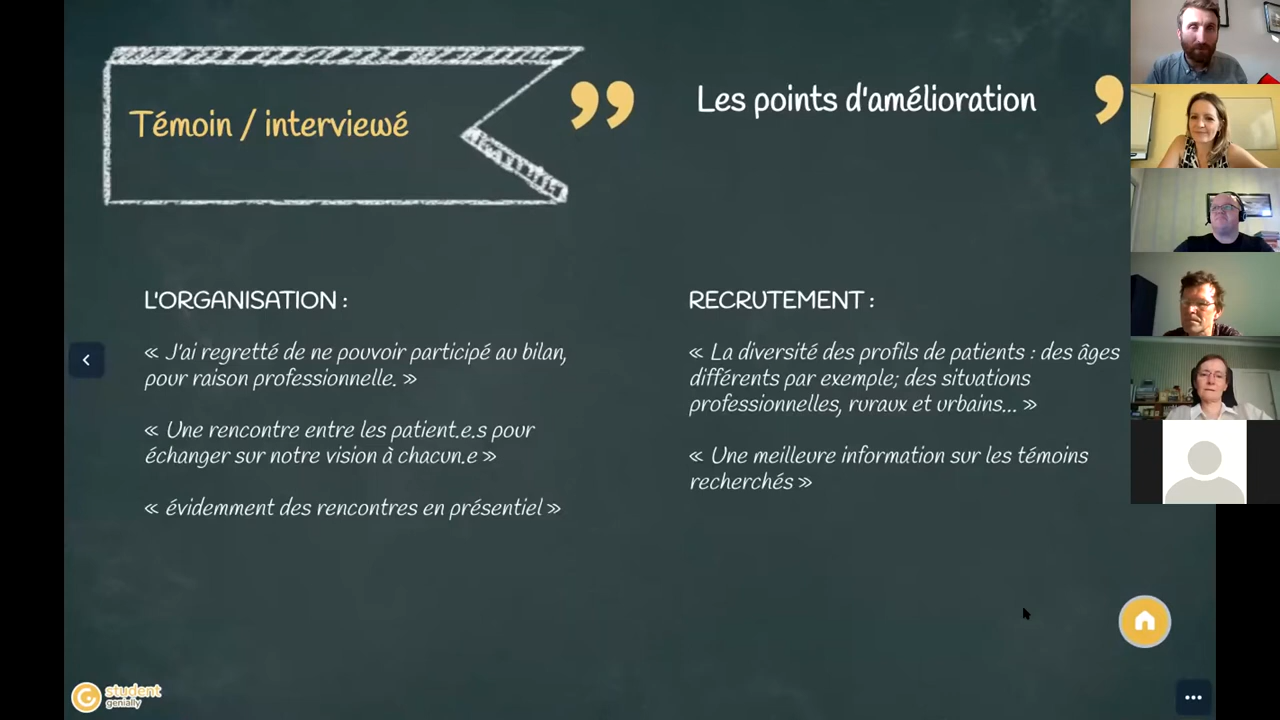 Témoin / interviewé
Les points d'amélioration
L'ORGANISATION :
« J'ai regretté de ne pouvoir participé au bilan,
pour raison professionnelle. »
« Une rencontre entre les patient.e.s pour
échanger sur notre vision à chacun.e »
« évidemment des rencontres en présentiel »
RECRUTEMENT :
« La diversité des profils de patients : des âges
différents par exemple; des situations
professionnelles, ruraux et urbains... »
« Une meilleure information sur les témoins
recherchés »
student
genially